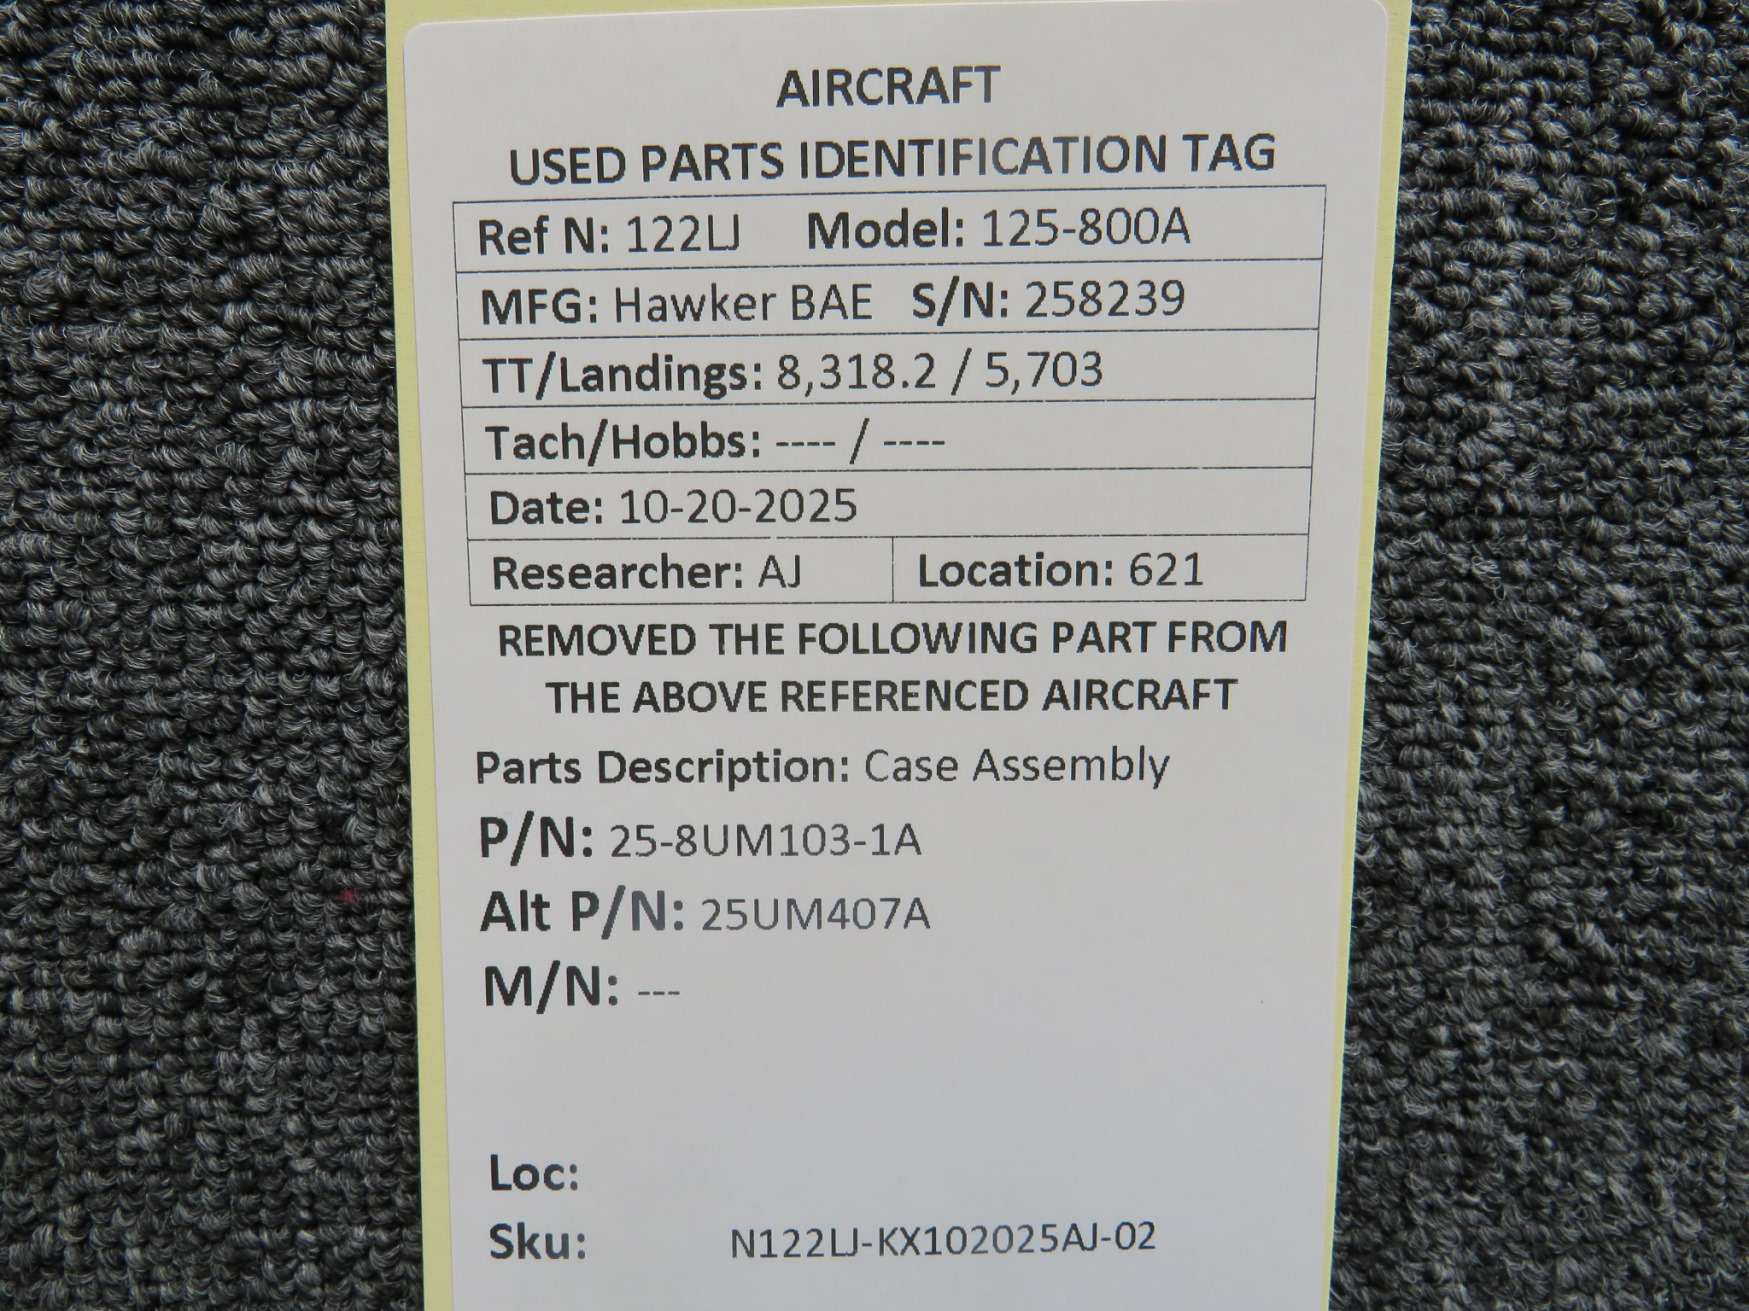 AIRCRAFT
USED PARTS IDENTIFICATION TAG
Ref N: 122LJ Model: 125-800A
MFG: Hawker BAE S/N: 258239
TT/Landings: 8,318.2 / 5,703
Tach/Hobbs: ---- / ----
Date: 10-20-2025
Researcher: AJ Location: 621
REMOVED THE FOLLOWING PART FROM
THE ABOVE REFERENCED AIRCRAFT
Parts Description: Case Assembly
P/N: 25-8UM103-1A
Alt P/N: 25UM407A
M/N: ---
Loc:
Sku: N122LJ-KX102025AJ-02